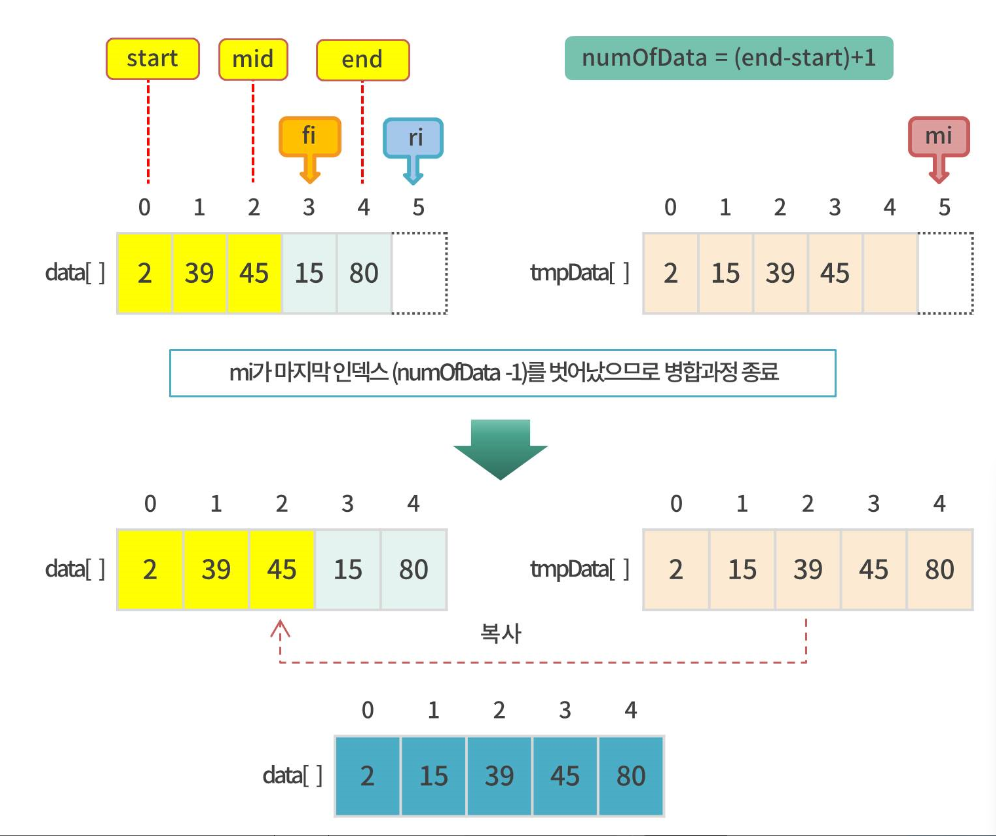 start mid end numOfData = (end-start)+1
fi ri mi
0 1 2 3 4 5 0 1 2 3 4 5
data[ ] 2 39 45 15 80 tmpData[ ] 2 15 39 45
mi가 마지막 인덱스 (numOfData -1)를 벗어났으므로 병합과정 종료
0 1 2 3 4 0 1 2 3 4
data[ ] 2 39 45 15 80 tmpData[ ] 2 15 39 45 80
복사
0 1 2 3 4
data[ ] 2 15 39 45 80